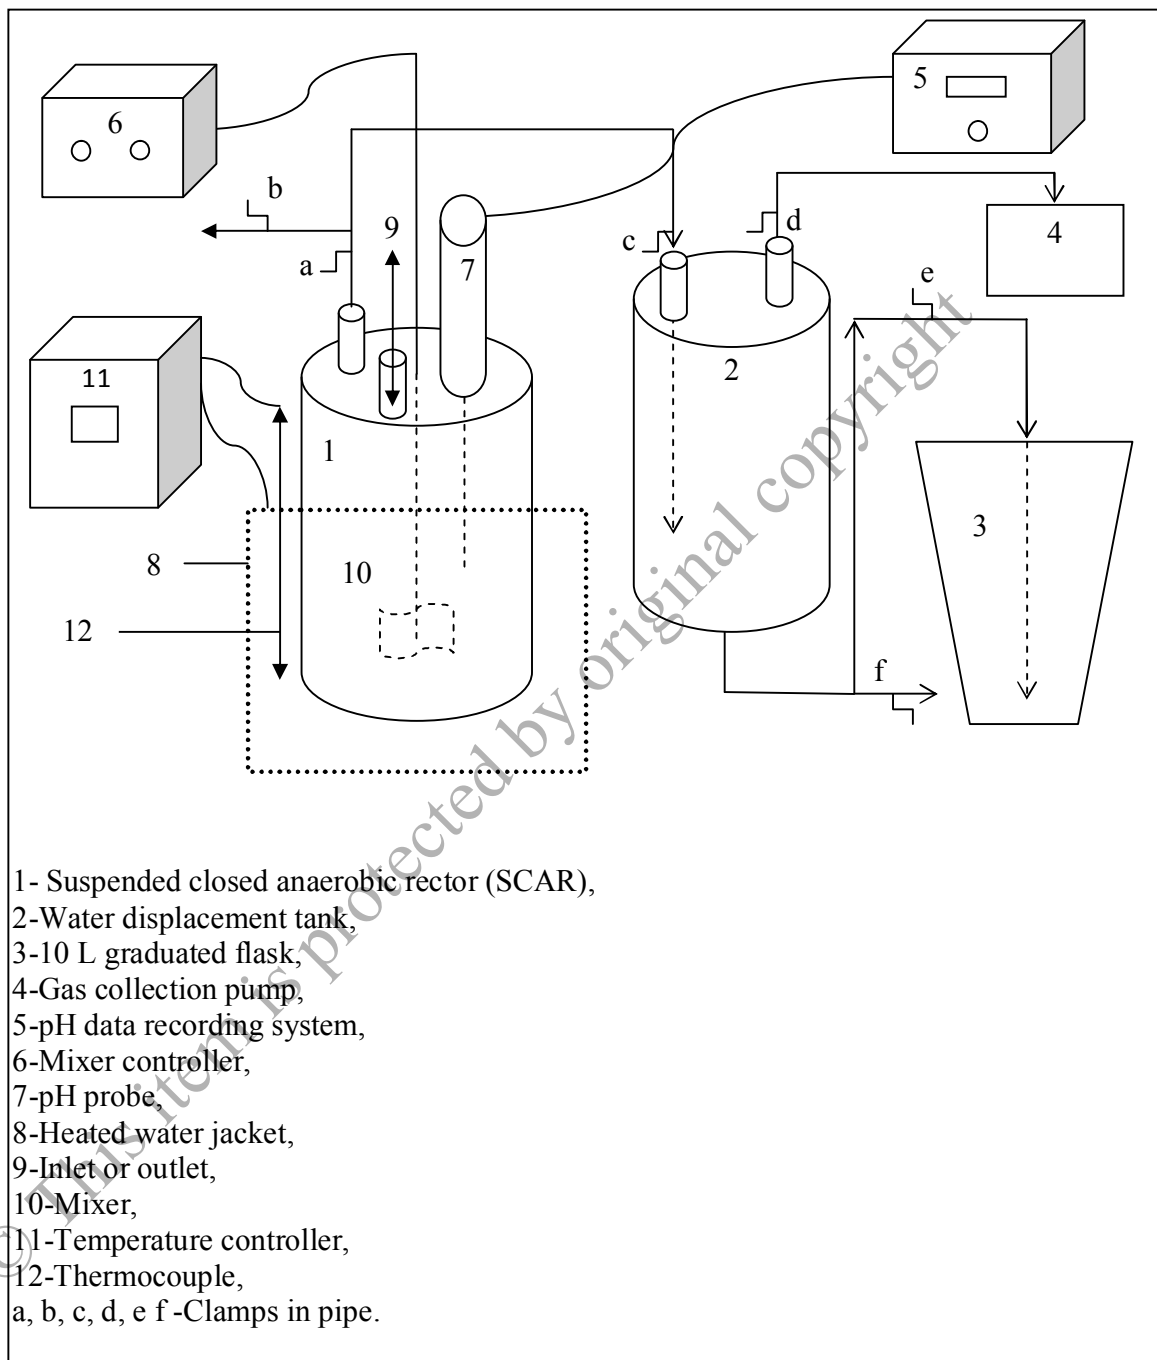 6
5
b
9
d
c
4
a
7
e
2
11
1
3
8
10
12
f
1- Suspended closed anaerobic rector (SCAR),
2-Water displacement tank,
3-10 L graduated flask,
4-Gas collection pump,
5-pH data recording system,
6-Mixer controller,
7-pH probe,
8-Heated water jacket,
9-Inlet or outlet,
10-Mixer,
11-Temperature controller,
12-Thermocouple,
a, b, c, d, e f -Clamps in pipe.
© This item is protected by original copyright